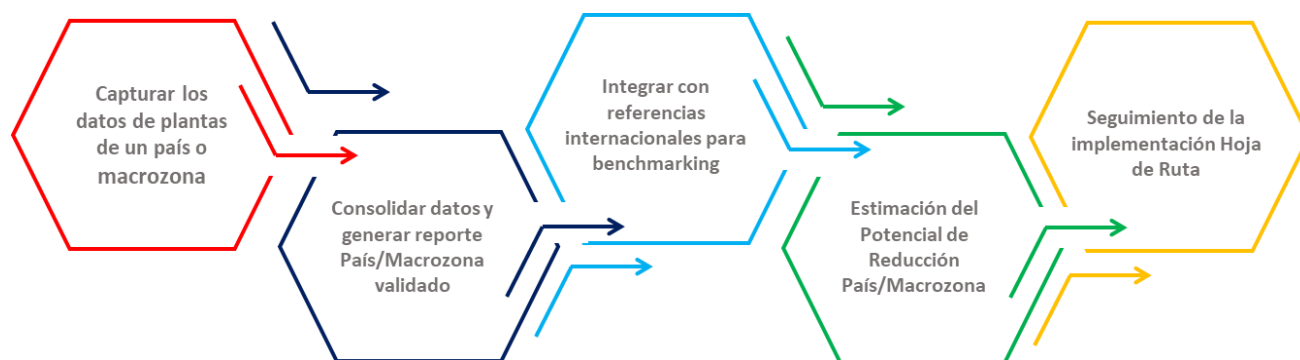 Capturar los
datos de plantas
de un país o
macrozona
Consolidar datos y
generar reporte
País/Macrozona
validado
Integrar con
referencias
internacionales para
benchmarking
Estimación del
Potencial de
Reducción
País/Macrozona
Seguimiento de la
implementación Hoja
de Ruta